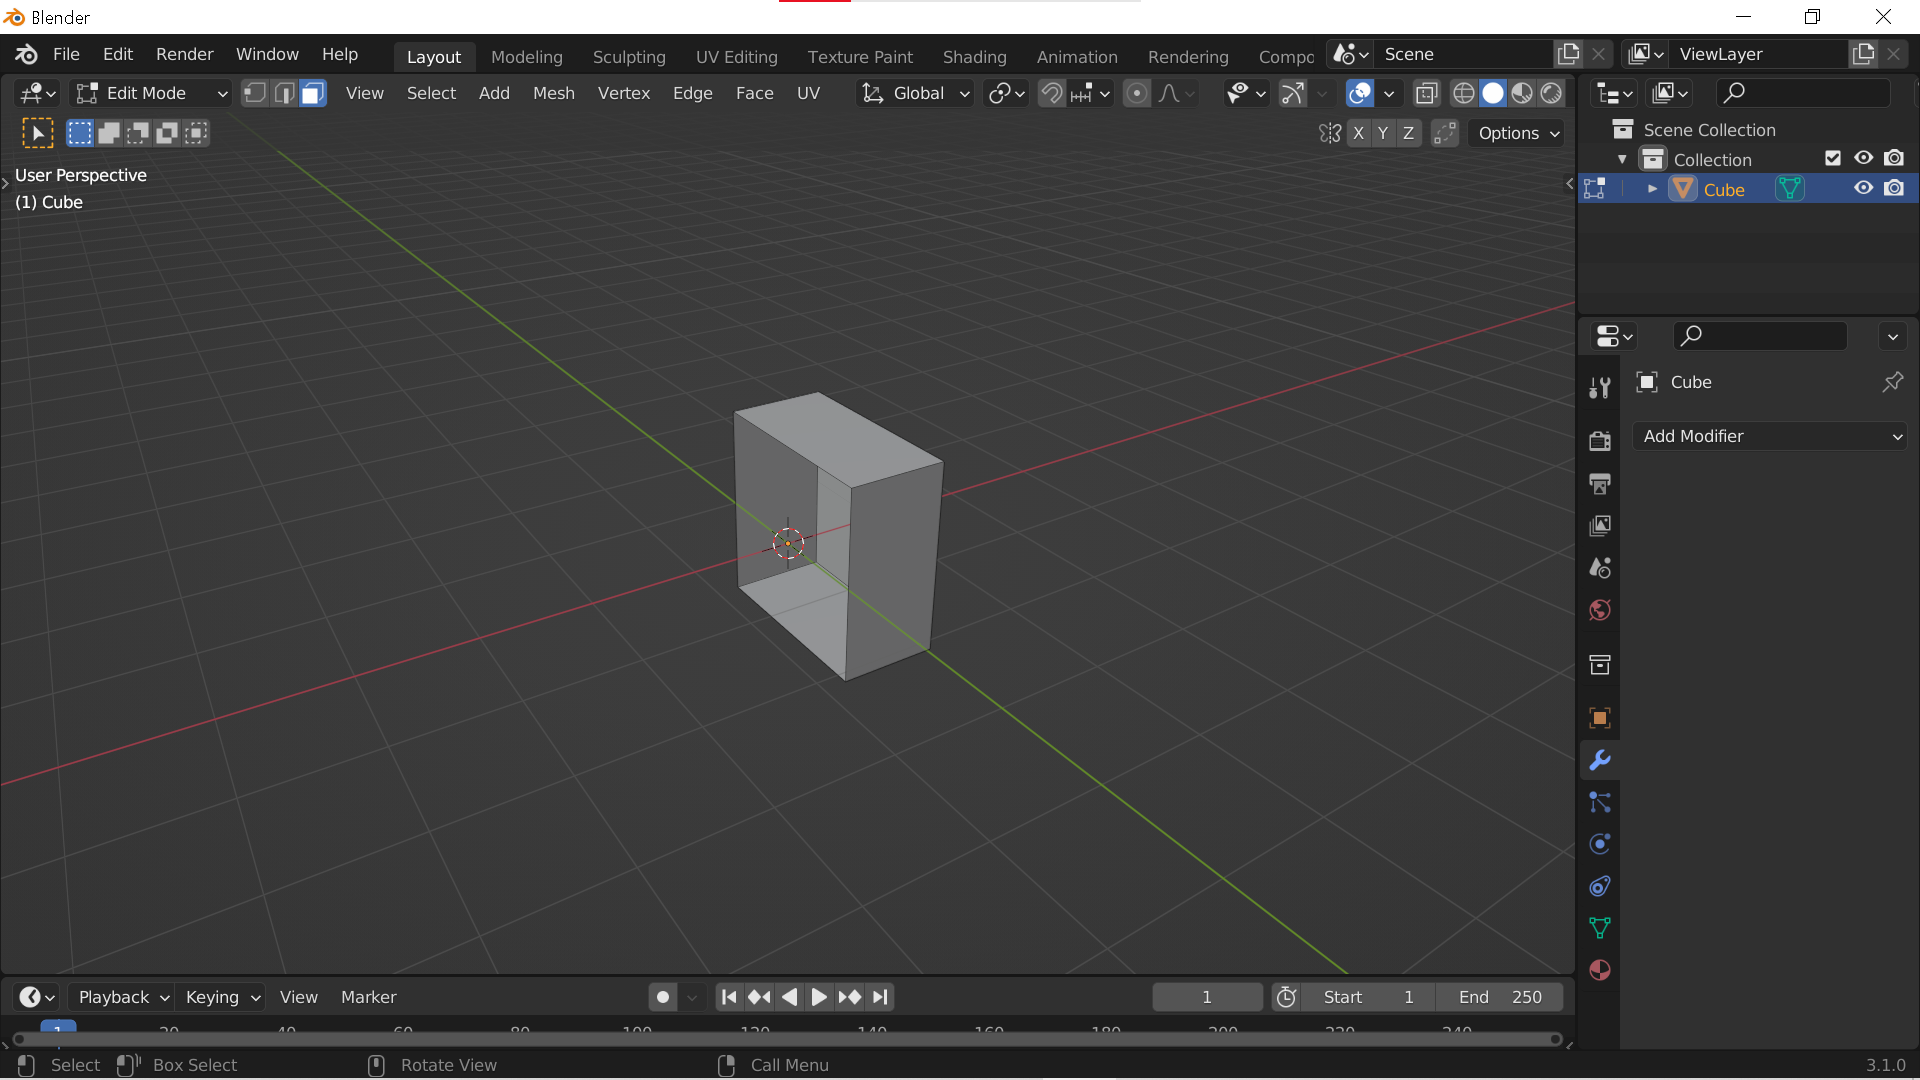 Blender
File Edit Render Window Help Layout Modeling Sculpting UV Editing Texture Paint Shading Animation Rendering Compo Scene ViewLayer
Edit Mode View Select Add Mesh Vertex Edge Face UV Global
X Y Z Options
User Perspective
(1) Cube
Scene Collection
Collection
Cube
Cube
Add Modifier
Playback Keying View Marker 1 Start 1 End 250
1 20 40 60 80 100 120 140 160 180 200 220 240
Select Box Select Rotate View Call Menu 3.1.0